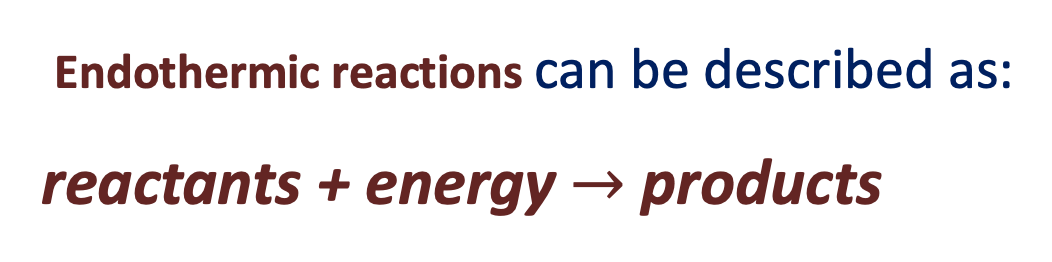 Endothermic reactions can be described as:
reactants + energy → products